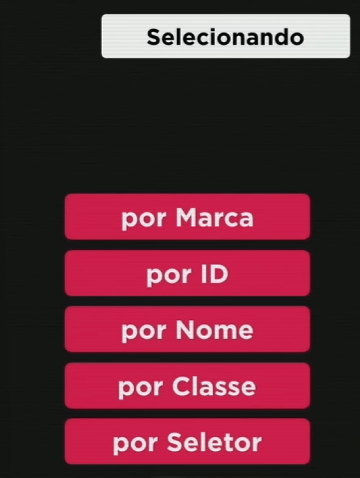 Selecionando
por Marca
por ID
por Nome
por Classe
por Seletor